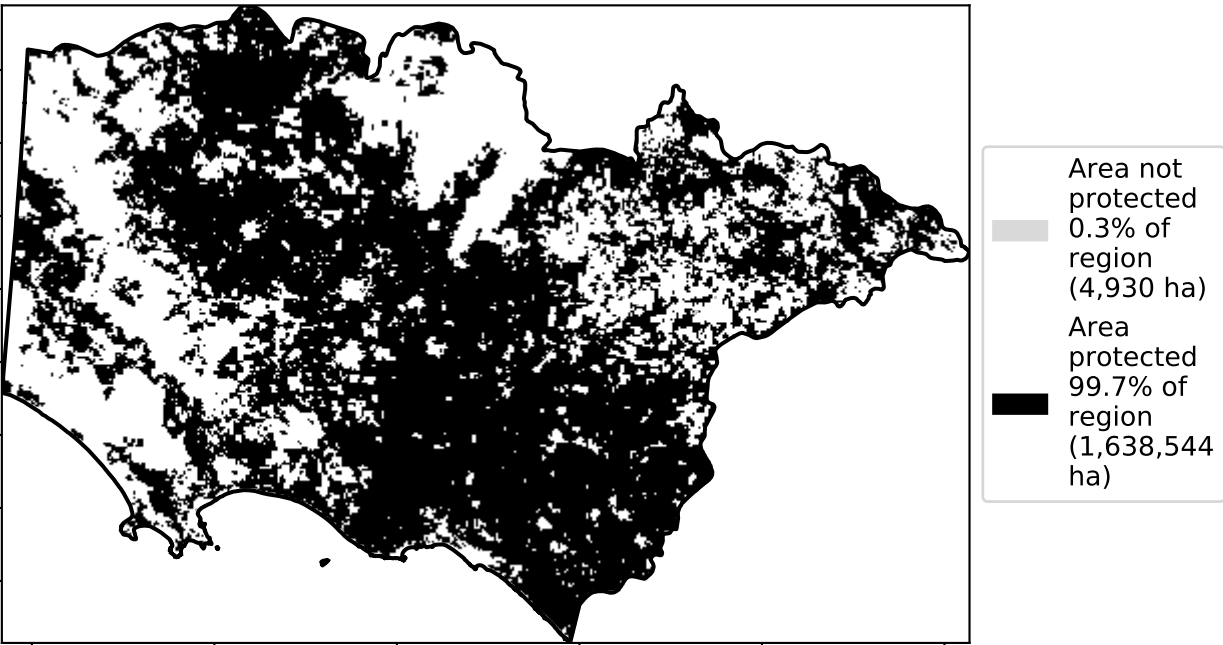 Area not
protected
0.3% of
region
(4,930 ha)
Area
protected
99.7% of
region
(1,638,544
ha)